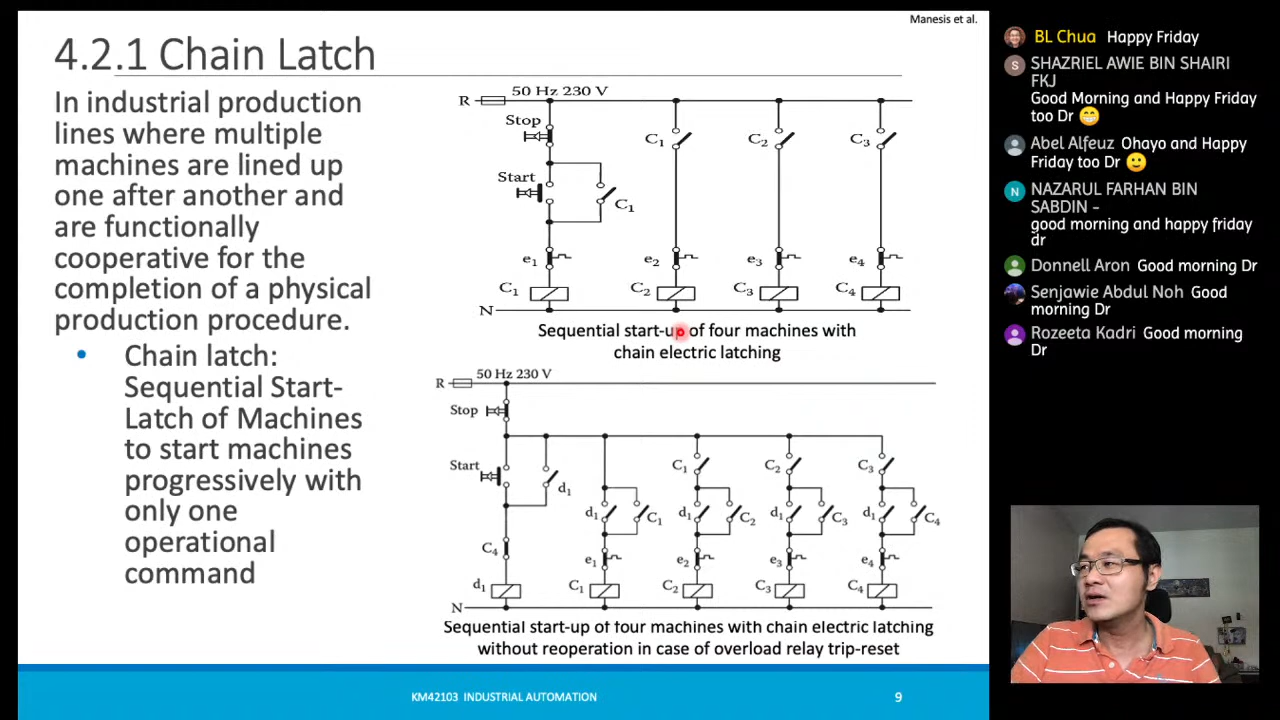 Manesis et al.
4.2.1 Chain Latch
In industrial production
lines where multiple
machines are lined up
one after another and
are functionally
cooperative for the
completion of a physical
production procedure.
• Chain latch:
Sequential Start-
Latch of Machines
to start machines
progressively with
only one
operational
command
R 50 Hz 230 V
Stop
C1 C2 C3
Start
C1
e1 e2 e3 e4
C1 C2 C3 C4
N
Sequential start-up of four machines with
chain electric latching
R 50 Hz 230 V
Stop
Start C1 C2 C3
d1
d1 C1 d1 C2 d1 C3 d1 C4
C4 e1 e2 e3 e4
d1 C1 C2 C3 C4
N
Sequential start-up of four machines with chain electric latching
without reoperation in case of overload relay trip-reset
KM42103 INDUSTRIAL AUTOMATION 9
BL Chua Happy Friday
S SHAZRIEL AWIE BIN SHAIRI
FKJ
Good Morning and Happy Friday
too Dr 😁
Abel Alfeuz Ohayo and Happy
Friday too Dr 🙂
N NAZARUL FARHAN BIN
SABDIN -
good morning and happy friday
dr
Donnell Aron Good morning Dr
Senjawie Abdul Noh Good
morning Dr
Rozeeta Kadri Good morning
Dr